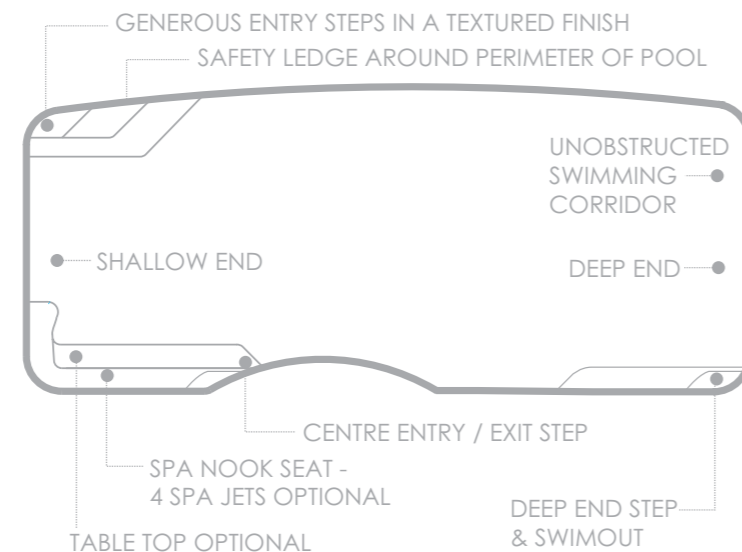 GENEROUS ENTRY STEPS IN A TEXTURED FINISH
SAFETY LEDGE AROUND PERIMETER OF POOL
UNOBSTRUCTED
SWIMMING
CORRIDOR
SHALLOW END
DEEP END
CENTRE ENTRY / EXIT STEP
SPA NOOK SEAT -
4 SPA JETS OPTIONAL
DEEP END STEP
& SWIMOUT
TABLE TOP OPTIONAL